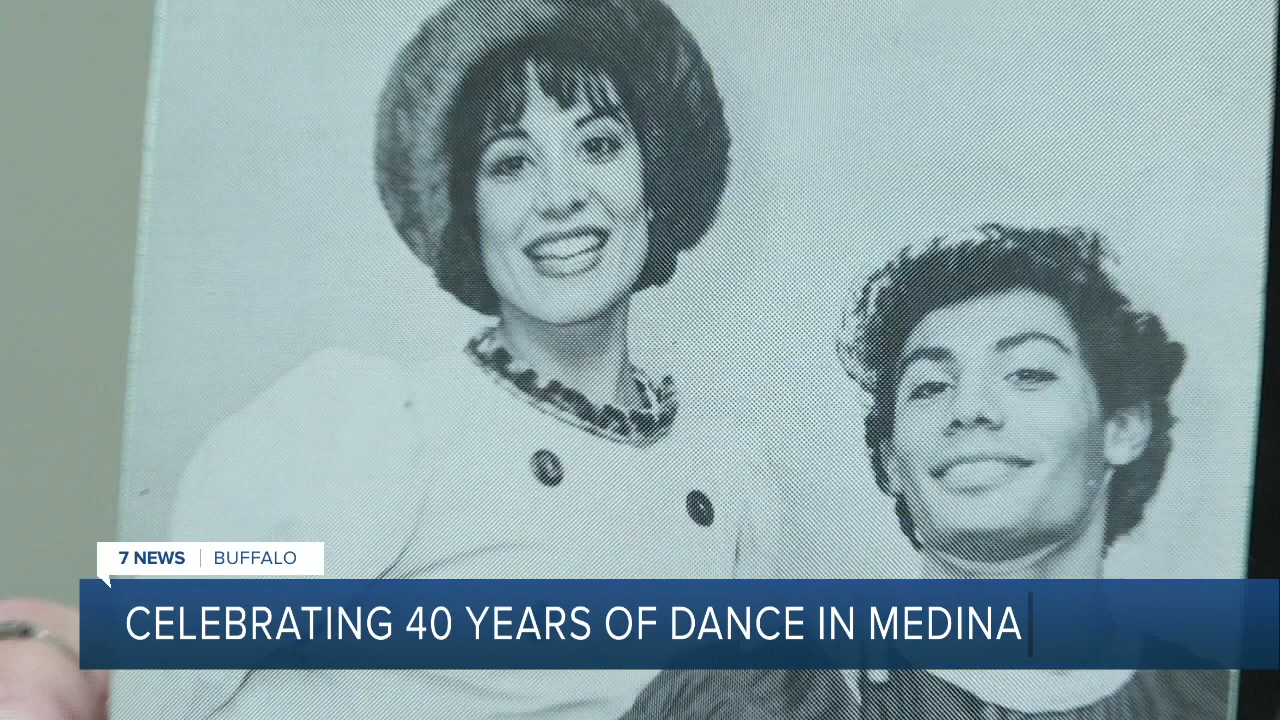 7 NEWS | BUFFALO
CELEBRATING 40 YEARS OF DANCE IN MEDINA